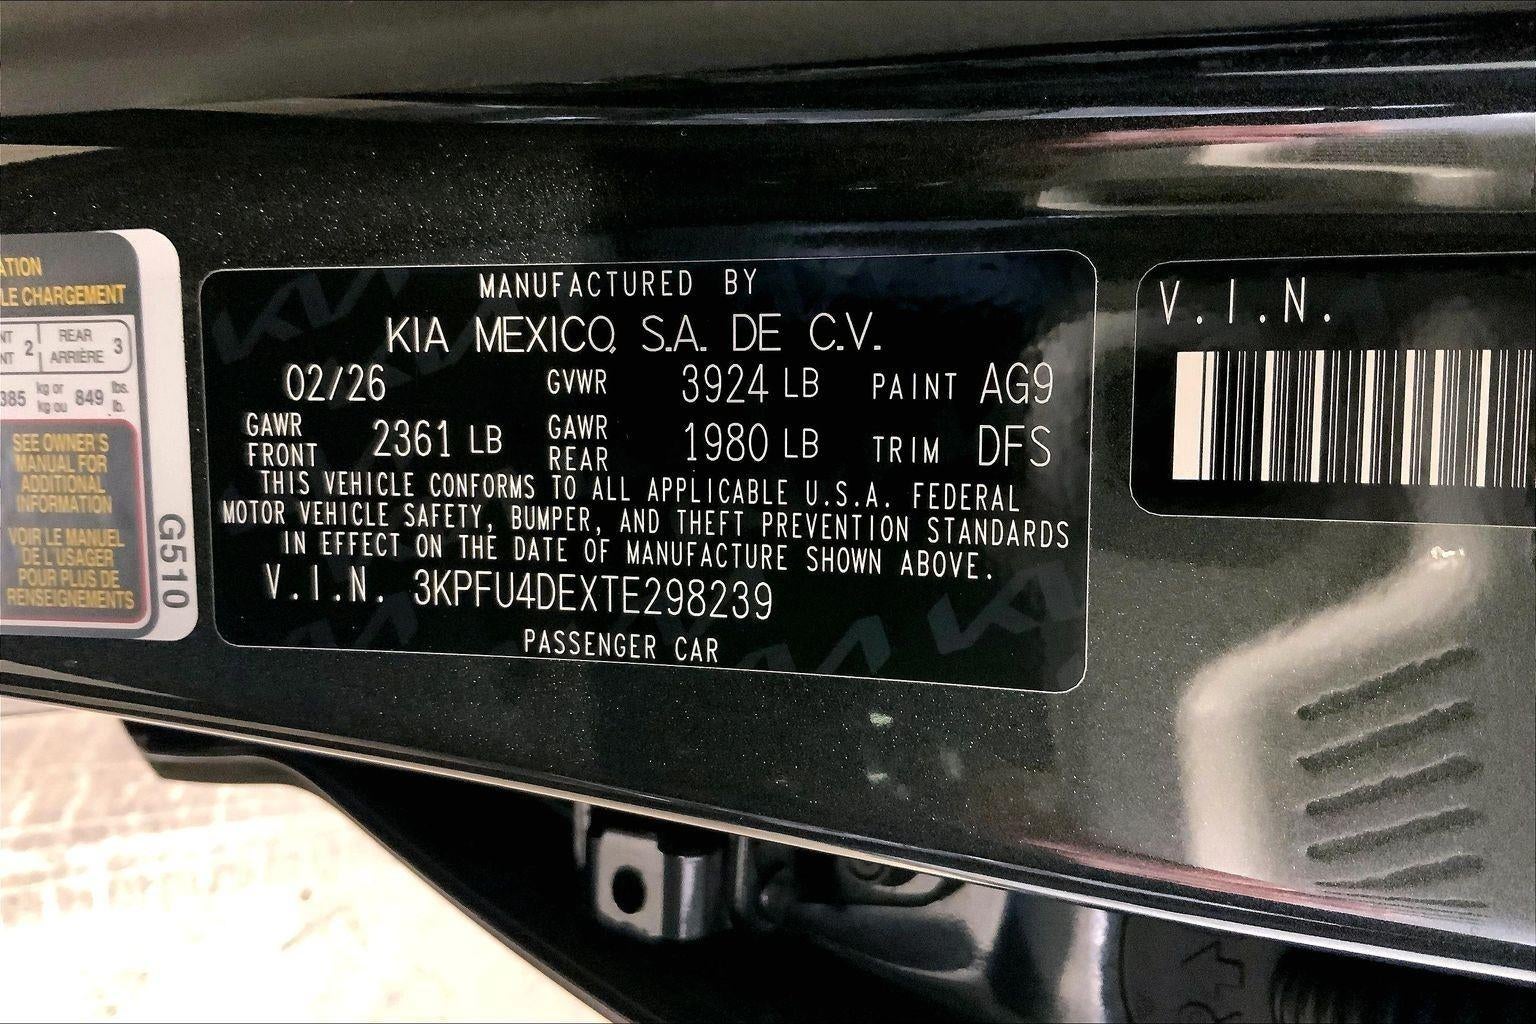 ATION
LE CHARGEMENT
NT 2 REAR 3
NT ARRIÈRE
385 kg or 849 lbs.
kg ou lb.
SEE OWNER'S
MANUAL FOR
ADDITIONAL
INFORMATION
VOIR LE MANUEL
DE L'USAGER
POUR PLUS DE
RENSEIGNEMENTS
G510
MANUFACTURED BY
KIA MEXICO, S.A. DE C.V.
02/26 GVWR 3924 LB PAINT AG9
GAWR FRONT 2361 LB GAWR REAR 1980 LB TRIM DFS
THIS VEHICLE CONFORMS TO ALL APPLICABLE U.S.A. FEDERAL
MOTOR VEHICLE SAFETY, BUMPER, AND THEFT PREVENTION STANDARDS
IN EFFECT ON THE DATE OF MANUFACTURE SHOWN ABOVE.
V.I.N. 3KPFU4DEXTE298239
PASSENGER CAR
V.I.N.